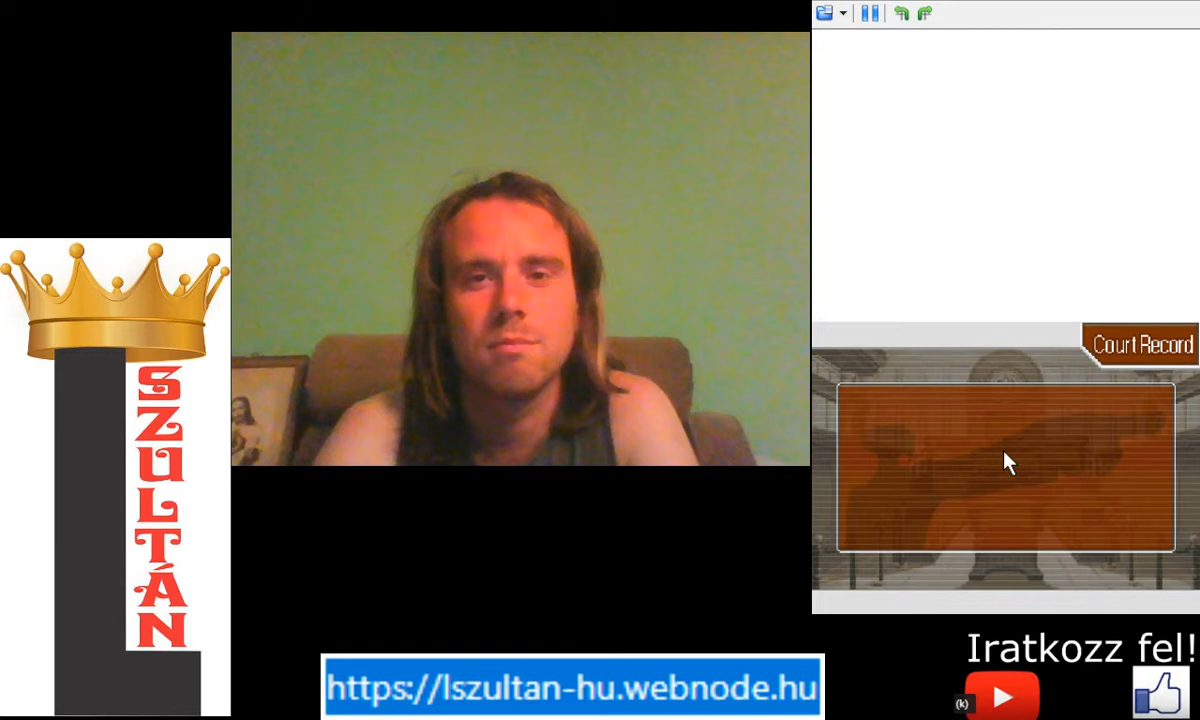 Court Record
SZULTÁN
Iratkozz fel!
https://lszultan-hu.webnode.hu
(k)